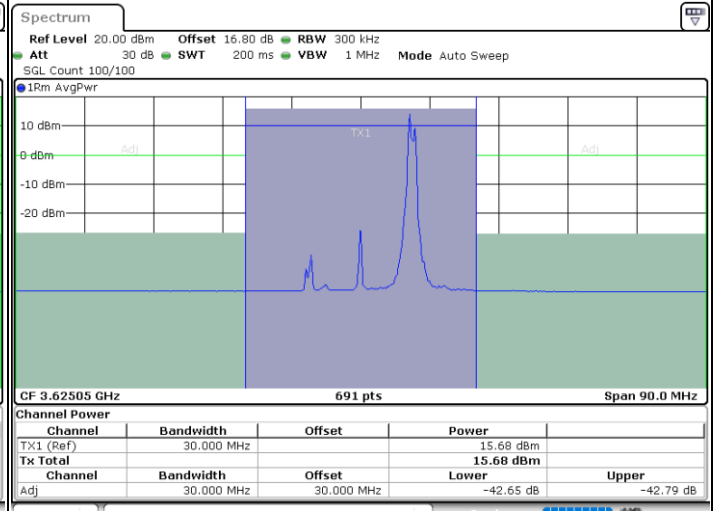 Spectrum
Ref Level 20.00 dBm Offset 16.80 dB RBW 300 kHz
Att 30 dB SWT 200 ms VBW 1 MHz Mode Auto Sweep
SGL Count 100/100
1Rm AvgPwr
10 dBm
TX1
0 dBm
Adj
Adj
-10 dBm
-20 dBm
CF 3.62505 GHz 691 pts Span 90.0 MHz
Channel Power
Channel Bandwidth Offset Power
TX1 (Ref) 30.000 MHz 15.68 dBm
Tx Total 15.68 dBm
Channel Bandwidth Offset Lower Upper
Adj 30.000 MHz 30.000 MHz -42.65 dB -42.79 dB